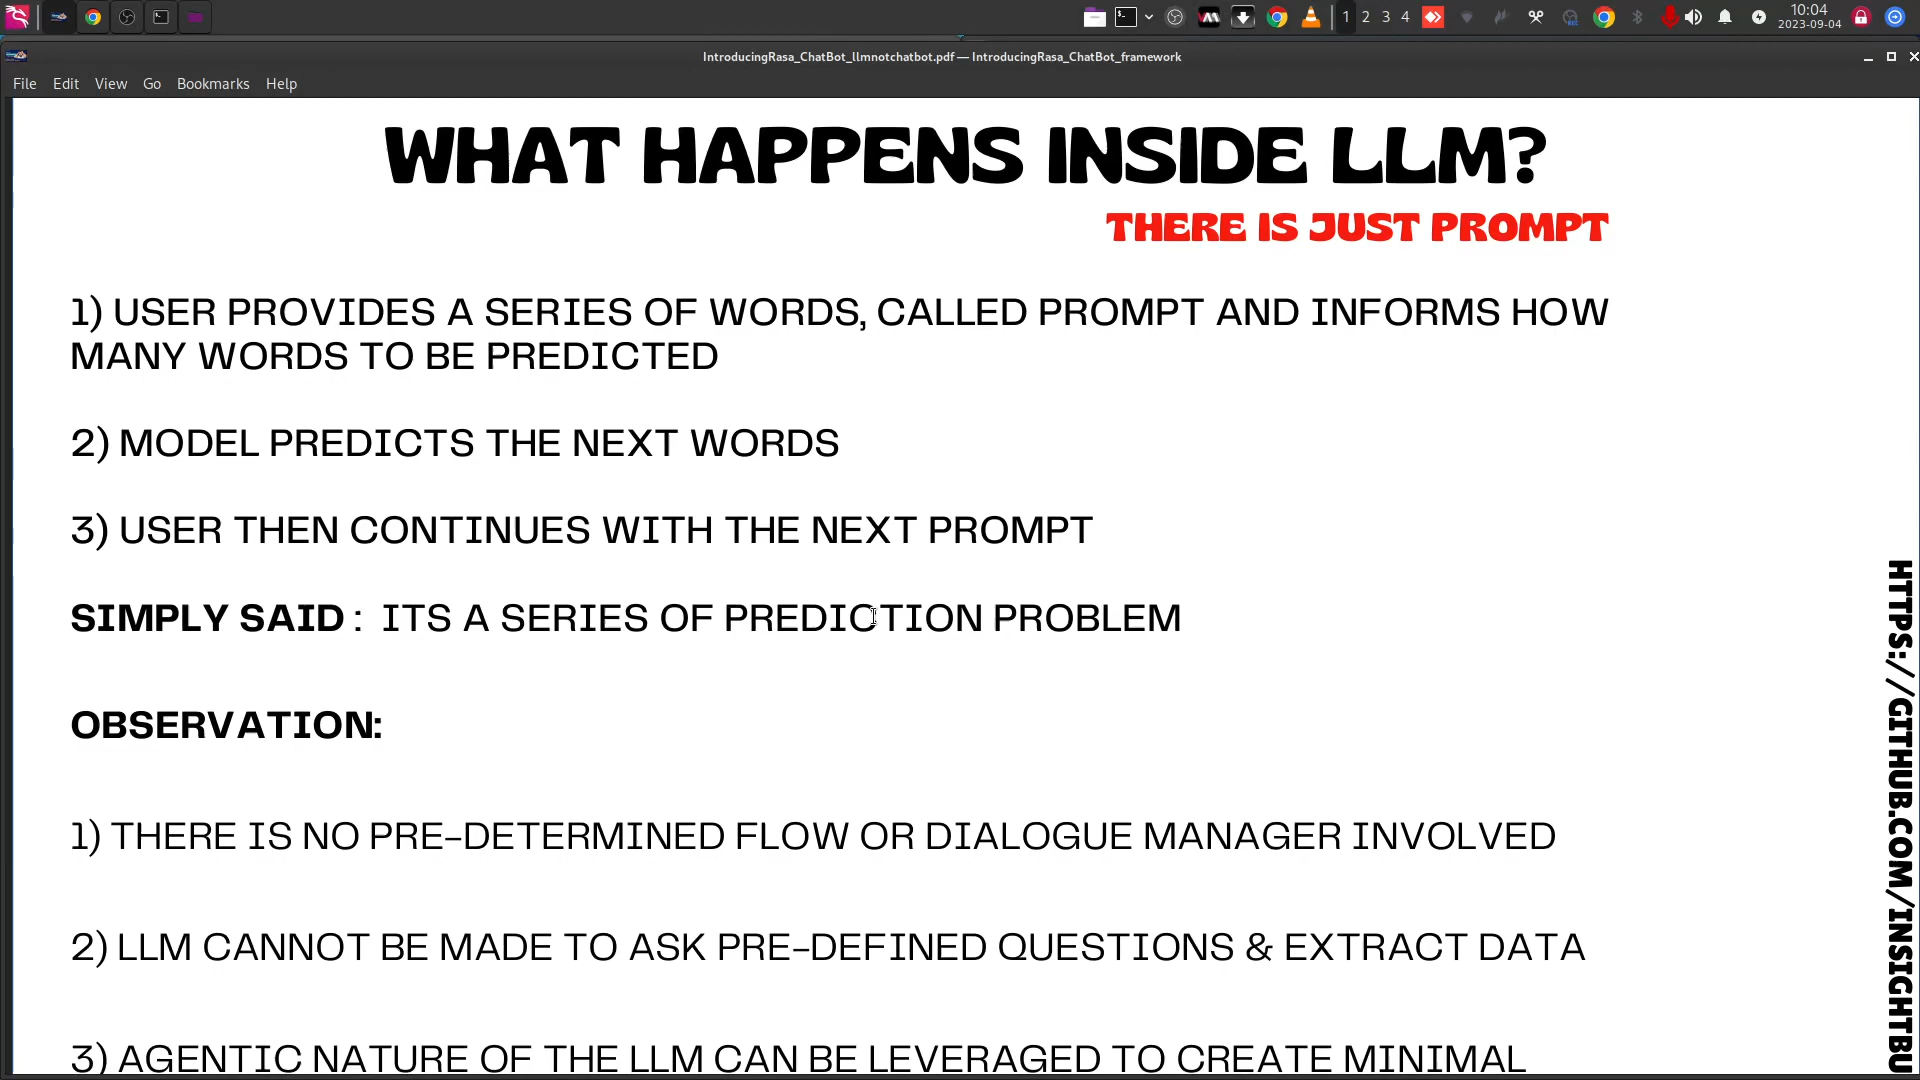 1 2 3 4
10:04
2023-09-04
IntroducingRasa_ChatBot_llmnotchatbot.pdf — IntroducingRasa_ChatBot_framework
File Edit View Go Bookmarks Help
WHAT HAPPENS INSIDE LLM?
THERE IS JUST PROMPT
1) USER PROVIDES A SERIES OF WORDS, CALLED PROMPT AND INFORMS HOW
MANY WORDS TO BE PREDICTED
2) MODEL PREDICTS THE NEXT WORDS
3) USER THEN CONTINUES WITH THE NEXT PROMPT
SIMPLY SAID : ITS A SERIES OF PREDICTION PROBLEM
OBSERVATION:
1) THERE IS NO PRE-DETERMINED FLOW OR DIALOGUE MANAGER INVOLVED
2) LLM CANNOT BE MADE TO ASK PRE-DEFINED QUESTIONS & EXTRACT DATA
3) AGENTIC NATURE OF THE LLM CAN BE LEVERAGED TO CREATE MINIMAL
HTTPS://GITHUB.COM/INSIGHTBU